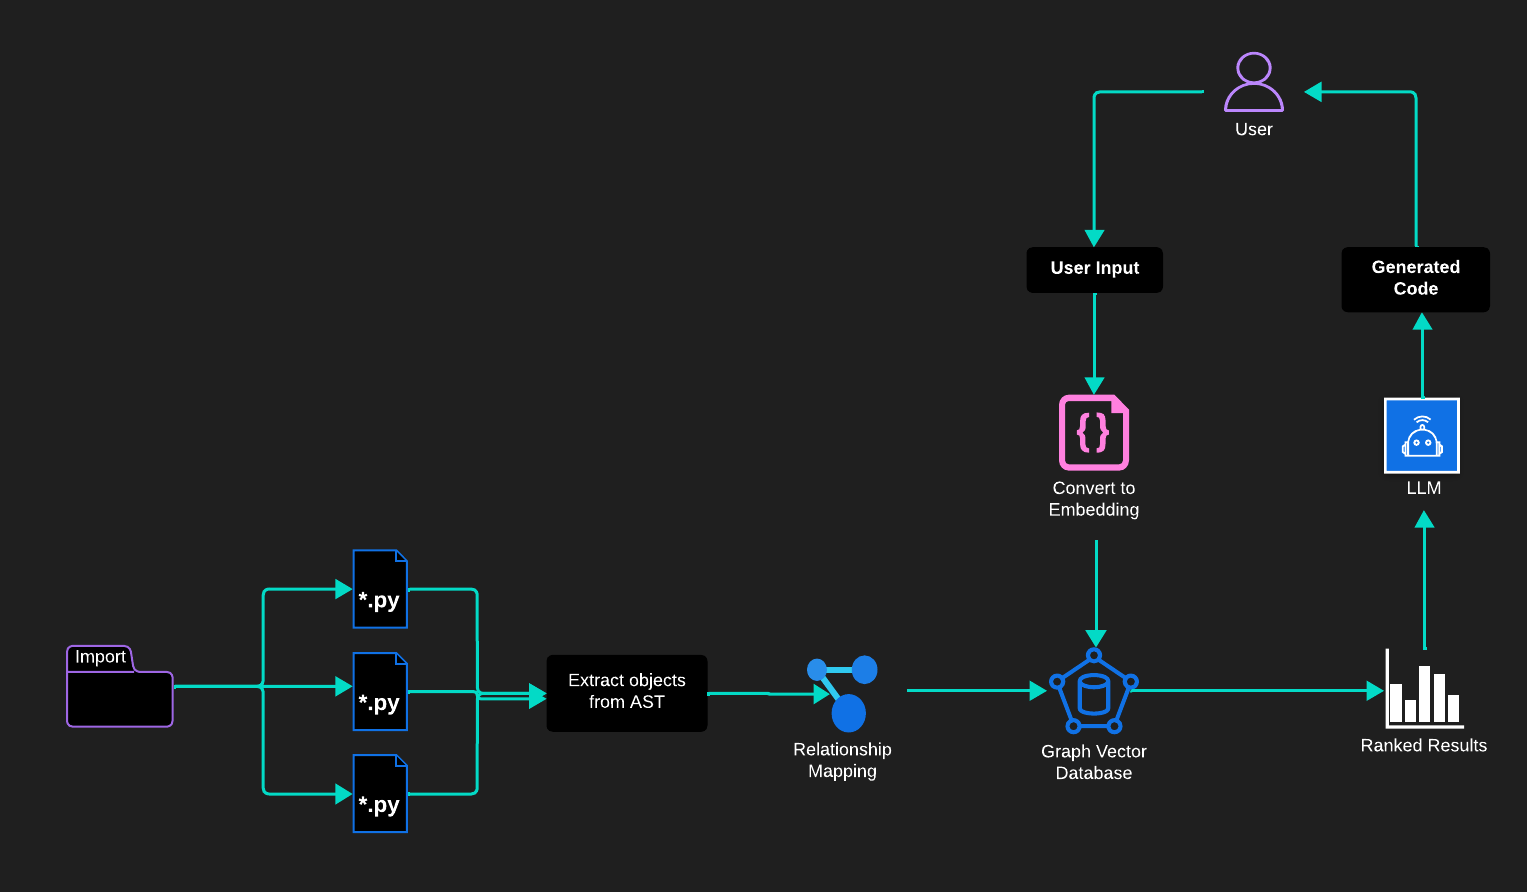 User
User Input
Generated
Code
Convert to
Embedding
LLM
*.py
Import
*.py
*.py
Extract objects
from AST
Relationship
Mapping
Graph Vector
Database
Ranked Results